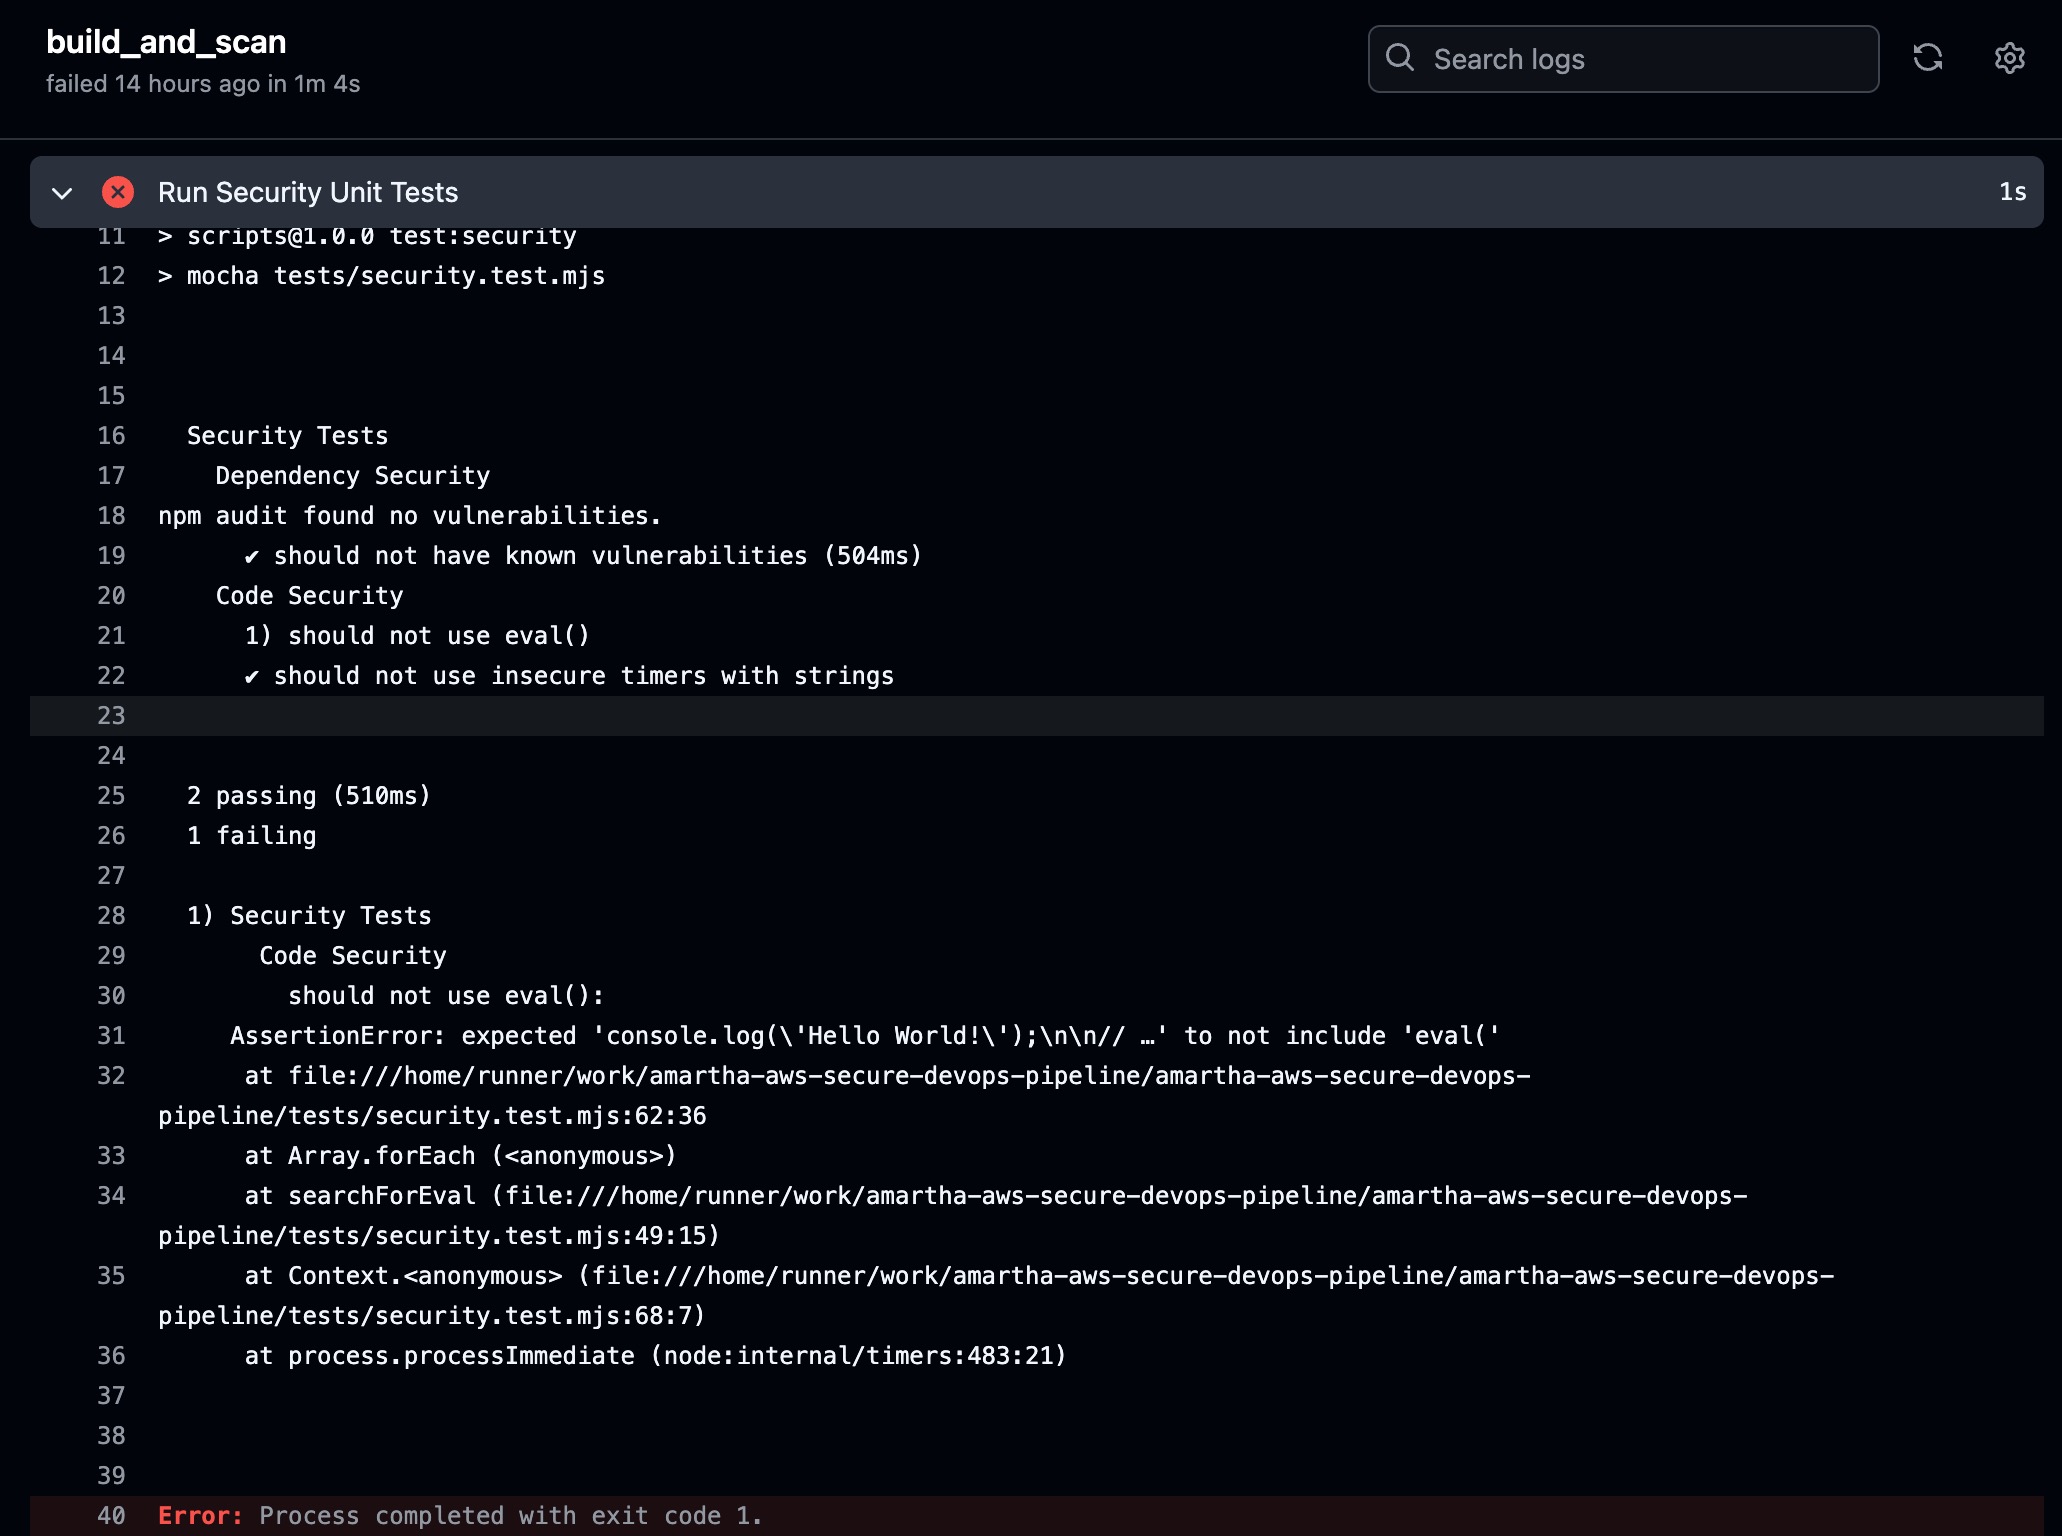 build_and_scan
failed 14 hours ago in 1m 4s
Search logs
Run Security Unit Tests
1s
11 > scripts@1.0.0 test:security
12 > mocha tests/security.test.mjs
13
14
15
16 Security Tests
17 Dependency Security
18 npm audit found no vulnerabilities.
19 ✔ should not have known vulnerabilities (504ms)
20 Code Security
21 1) should not use eval()
22 ✔ should not use insecure timers with strings
23
24
25 2 passing (510ms)
26 1 failing
27
28 1) Security Tests
29 Code Security
30 should not use eval():
31 AssertionError: expected 'console.log(\'Hello World!\');\n\n// …' to not include 'eval('
32 at file:///home/runner/work/amartha-aws-secure-devops-pipeline/amartha-aws-secure-devops-
pipeline/tests/security.test.mjs:62:36
33 at Array.forEach (<anonymous>)
34 at searchForEval (file:///home/runner/work/amartha-aws-secure-devops-pipeline/amartha-aws-secure-devops-
pipeline/tests/security.test.mjs:49:15)
35 at Context.<anonymous> (file:///home/runner/work/amartha-aws-secure-devops-pipeline/amartha-aws-secure-devops-
pipeline/tests/security.test.mjs:68:7)
36 at process.processImmediate (node:internal/timers:483:21)
37
38
39
40 Error: Process completed with exit code 1.